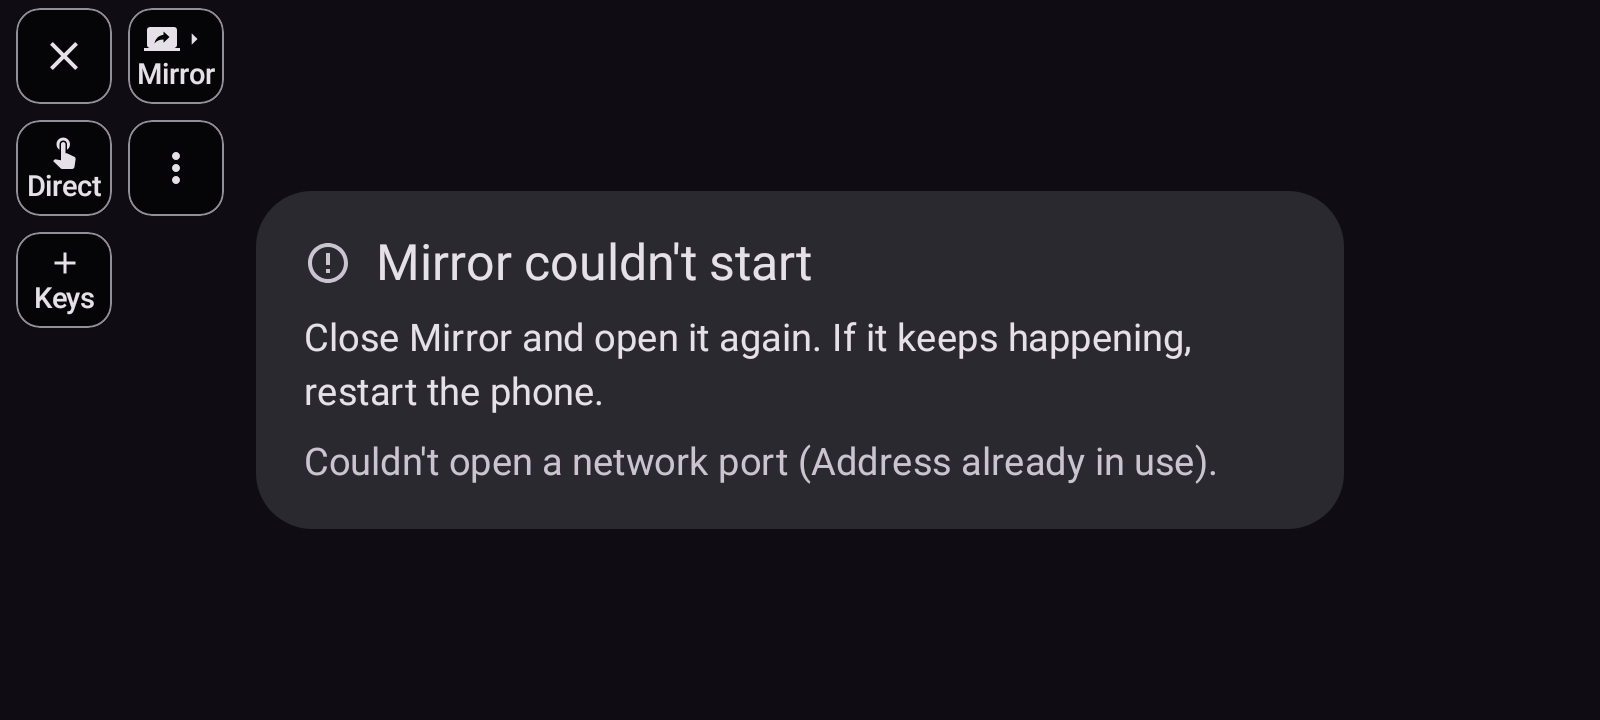 Mirror
Direct
Keys
Mirror couldn't start
Close Mirror and open it again. If it keeps happening,
restart the phone.
Couldn't open a network port (Address already in use).